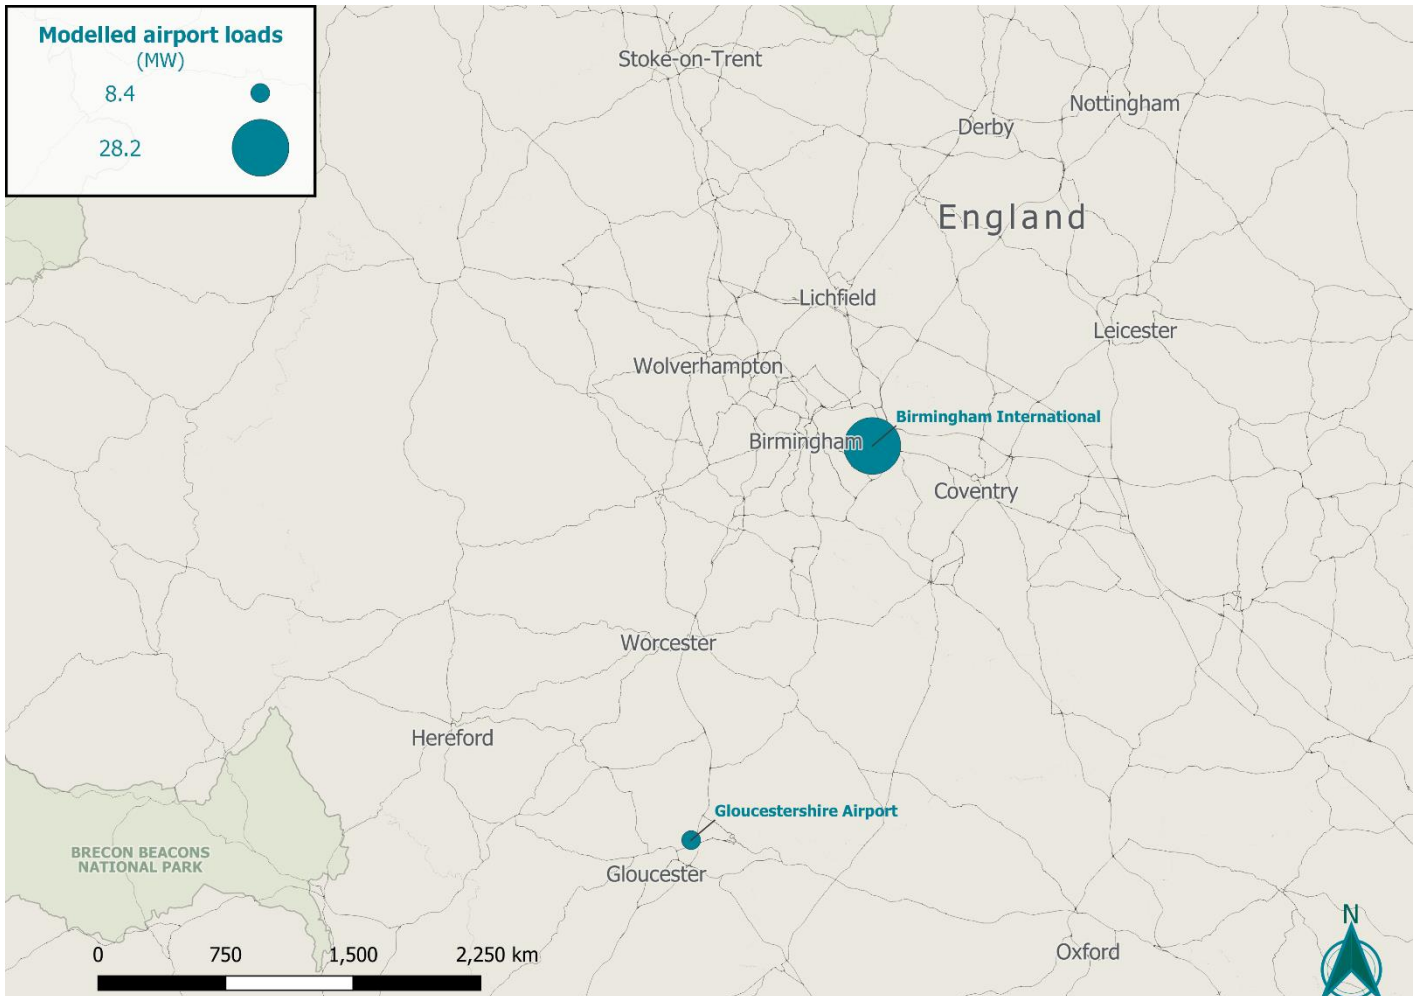 Modelled airport loads
(MW)
8.4
28.2
Stoke-on-Trent
Nottingham
Derby
England
Lichfield
Leicester
Wolverhampton
Birmingham International
Birmingham
Coventry
Worcester
Hereford
Gloucestershire Airport
BRECON BEACONS
NATIONAL PARK
Gloucester
N
Oxford
0 750 1,500 2,250 km